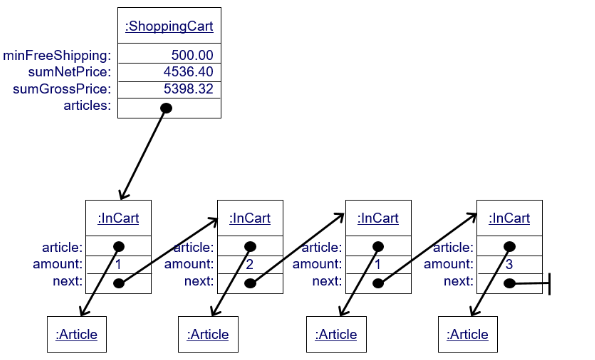 :ShoppingCart
minFreeShipping: 500.00
sumNetPrice: 4536.40
sumGrossPrice: 5398.32
articles:
:InCart :InCart :InCart :InCart
article: article: article: article:
amount: 1 amount: 2 amount: 1 amount: 3
next: next: next: next:
:Article :Article :Article :Article